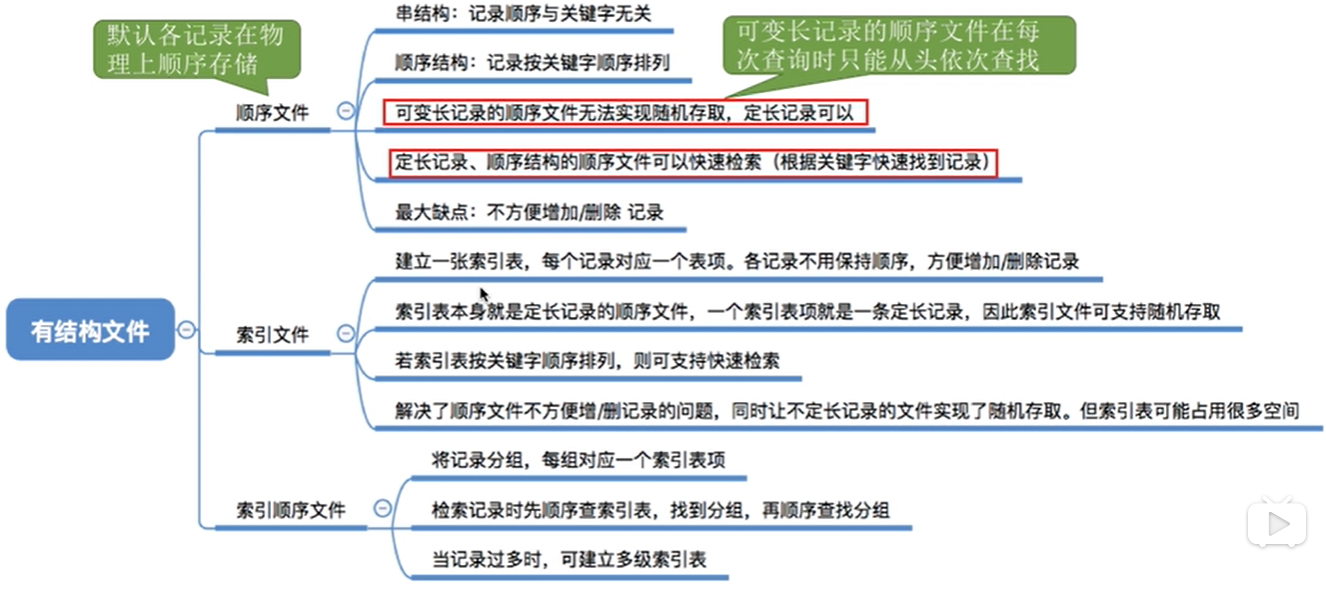 串结构：记录顺序与关键字无关
默认各记录在物
理上顺序存储
可变长记录的顺序文件在每
次查询时只能从头依次查找
顺序结构：记录按关键字顺序排列
顺序文件
可变长记录的顺序文件无法实现随机存取，定长记录可以
定长记录、顺序结构的顺序文件可以快速检索（根据关键字快速找到记录）
最大缺点：不方便增加/删除 记录
有结构文件
索引文件
建立一张索引表，每个记录对应一个表项。各记录不用保持顺序，方便增加/删除记录
索引表本身就是定长记录的顺序文件，一个索引表项就是一条定长记录，因此索引文件可支持随机存取
若索引表按关键字顺序排列，则可支持快速检索
解决了顺序文件不方便增/删记录的问题，同时让不定长记录的文件实现了随机存取。但索引表可能占用很多空间
索引顺序文件
将记录分组，每组对应一个索引表项
检索记录时先顺序查索引表，找到分组，再顺序查找分组
当记录过多时，可建立多级索引表